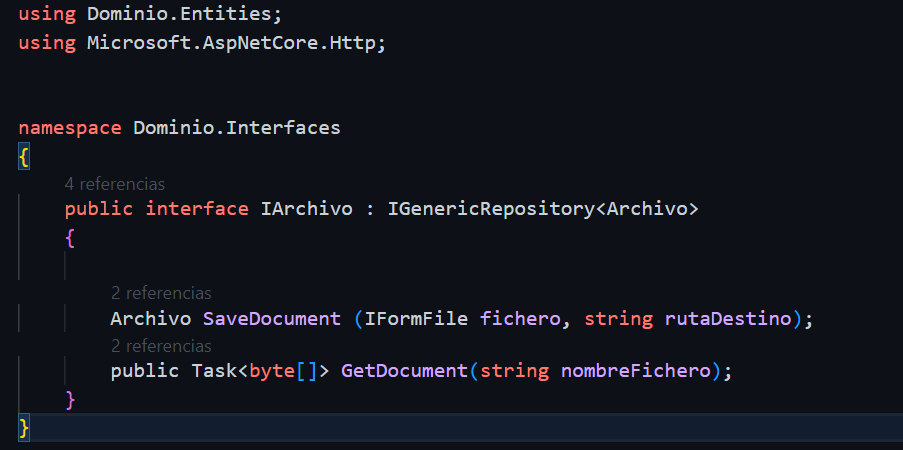 using Dominio.Entities;
using Microsoft.AspNetCore.Http;
namespace Dominio.Interfaces
{
4 referencias
public interface IArchivo : IGenericRepository<Archivo>
{
2 referencias
Archivo SaveDocument (IFormFile fichero, string rutaDestino);
2 referencias
public Task<byte[]> GetDocument(string nombreFichero);
}
}